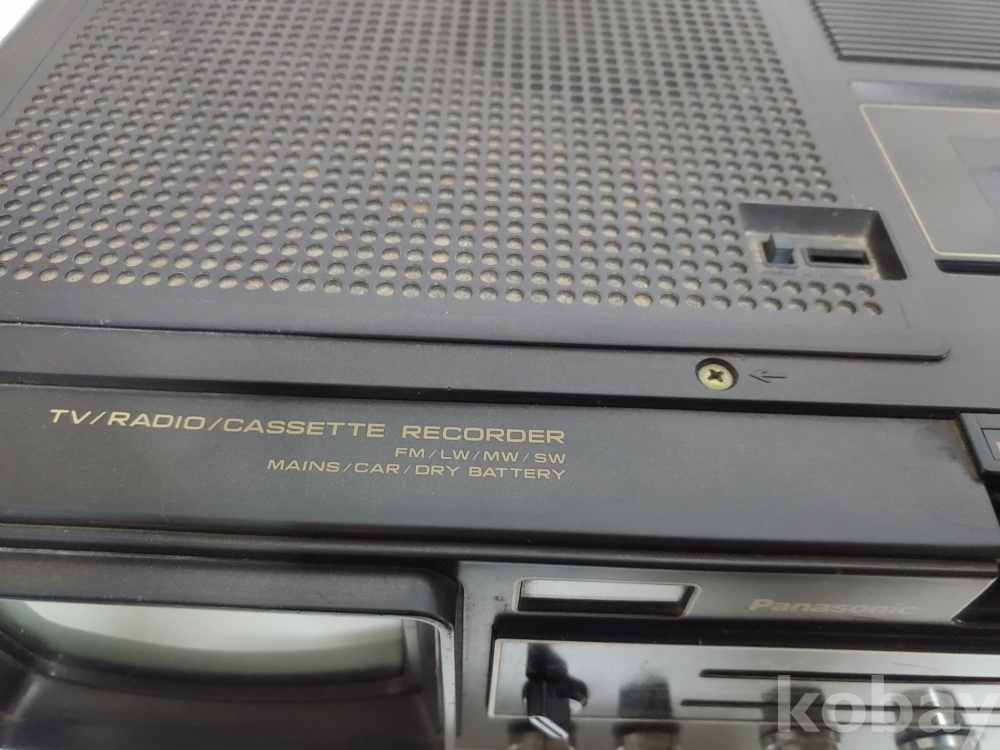 TV/RADIO/CASSETTE RECORDER
FM/LW/MW/SW
MAINS/CAR/DRY BATTERY
Panasonic
kobay